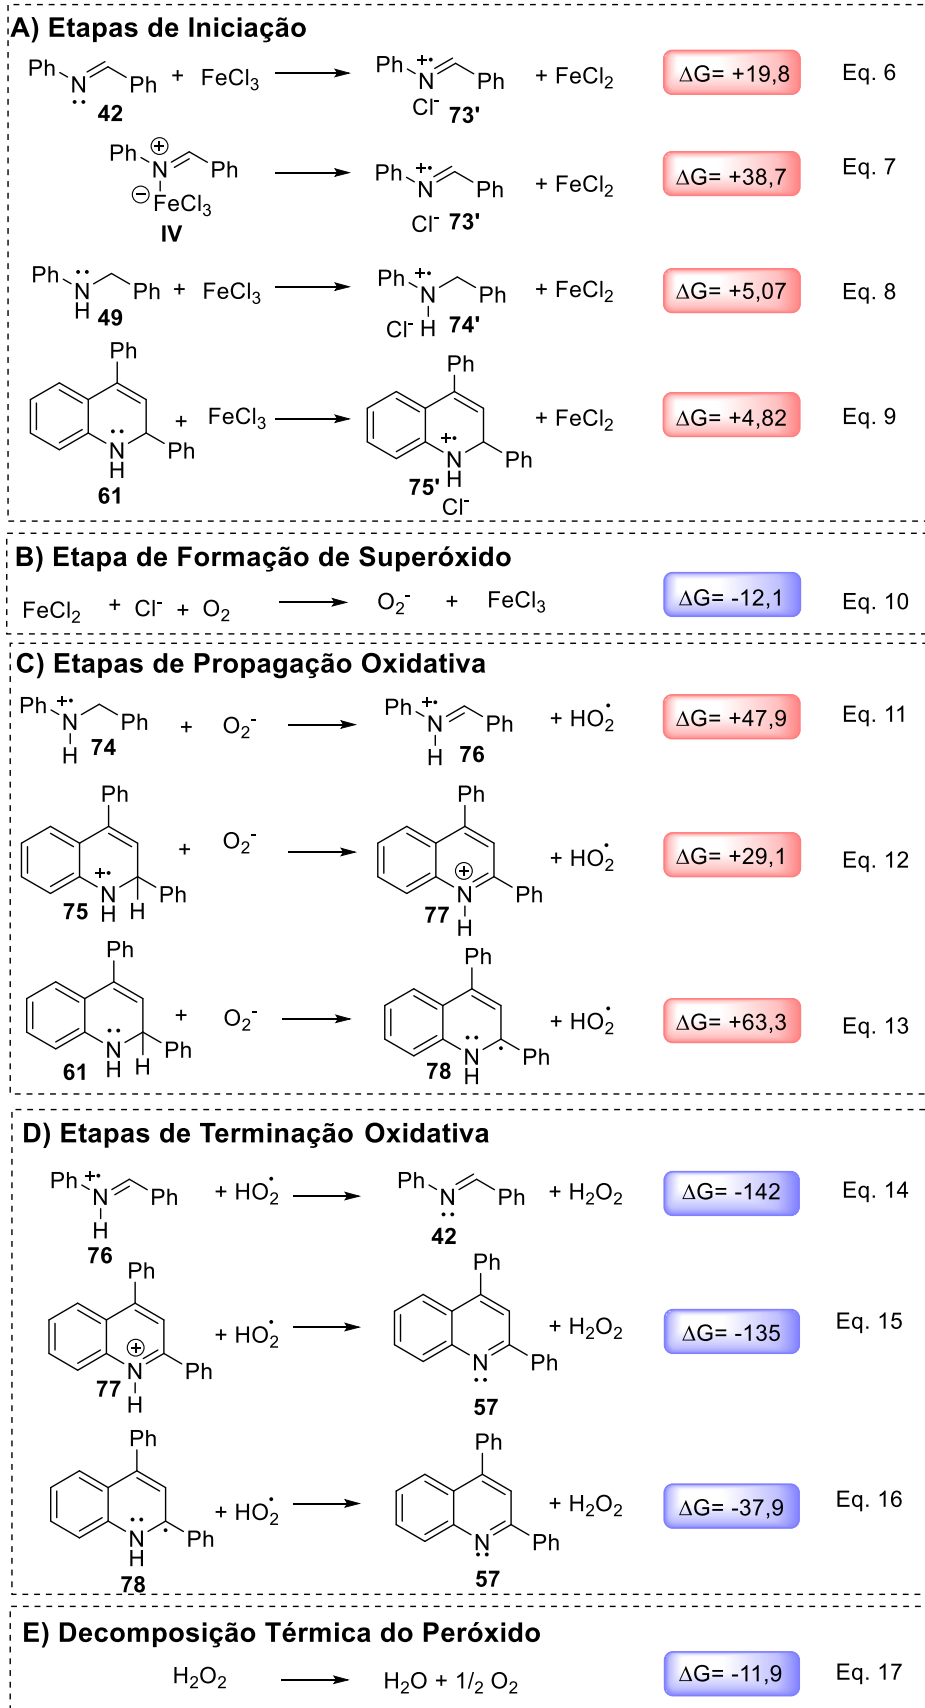 A) Etapas de Iniciação
Ph N Ph 42 + FeCl3 Ph N +• Ph Cl- 73' + FeCl2 ΔG= +19,8 Eq. 6
Ph N + Ph − FeCl3 IV Ph N +• Ph Cl- 73' + FeCl2 ΔG= +38,7 Eq. 7
Ph N H Ph 49 + FeCl3 Ph N +• H Ph Cl- 74' + FeCl2 ΔG= +5,07 Eq. 8
Ph N H Ph 61 + FeCl3 Ph N +• H Ph 75' Cl- + FeCl2 ΔG= +4,82 Eq. 9
B) Etapa de Formação de Superóxido
FeCl2 + Cl- + O2 O2- + FeCl3 ΔG= -12,1 Eq. 10
C) Etapas de Propagação Oxidativa
Ph N +• H Ph 74 + O2- Ph N +• H Ph 76 + HO2• ΔG= +47,9 Eq. 11
Ph +• NH H Ph 75 + O2- Ph N + H Ph 77 + HO2• ΔG= +29,1 Eq. 12
Ph NH H Ph 61 + O2- Ph N H • Ph 78 + HO2• ΔG= +63,3 Eq. 13
D) Etapas de Terminação Oxidativa
Ph N +• H Ph 76 + HO2• Ph N Ph 42 + H2O2 ΔG= -142 Eq. 14
Ph N + H Ph 77 + HO2• Ph N Ph 57 + H2O2 ΔG= -135 Eq. 15
Ph N H C • Ph 78 + HO2• Ph N Ph 57 + H2O2 ΔG= -37,9 Eq. 16
E) Decomposição Térmica do Peróxido
H2O2 H2O + 1/2 O2 ΔG= -11,9 Eq. 17